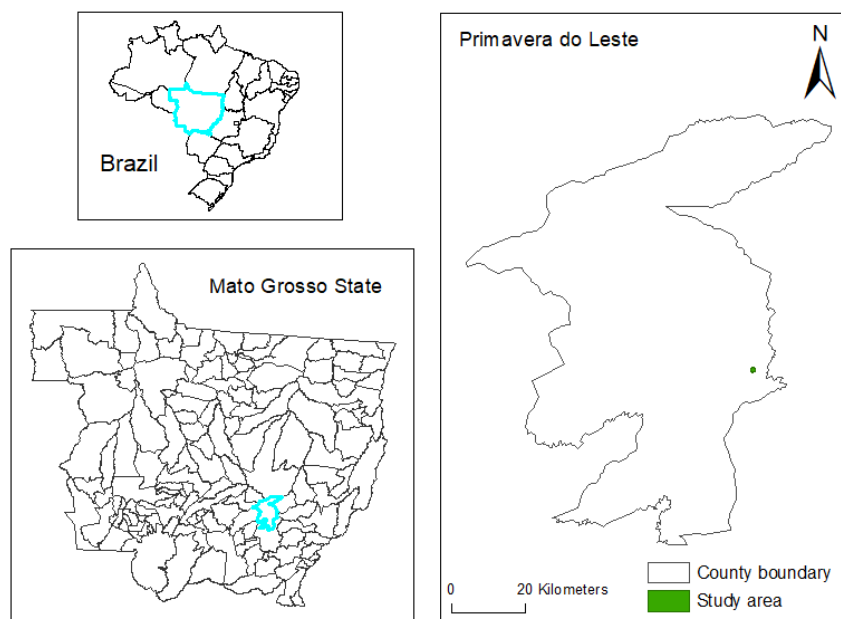 Brazil
Mato Grosso State
Primavera do Leste
N
0 20 Kilometers
County boundary
Study area